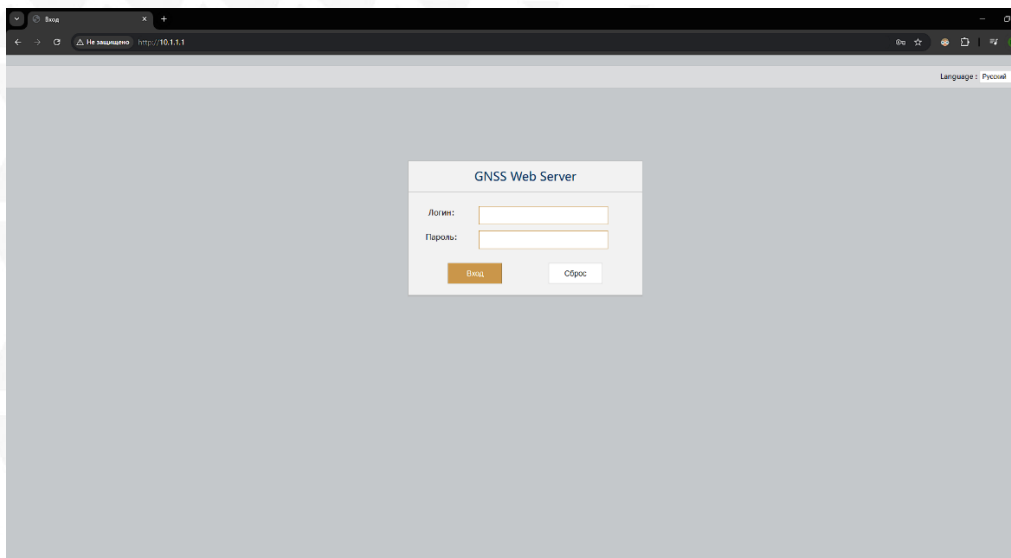 Вход
Не защищено http://10.1.1.1
Language : Русский
GNSS Web Server
Логин:
Пароль:
Вход
Сброс